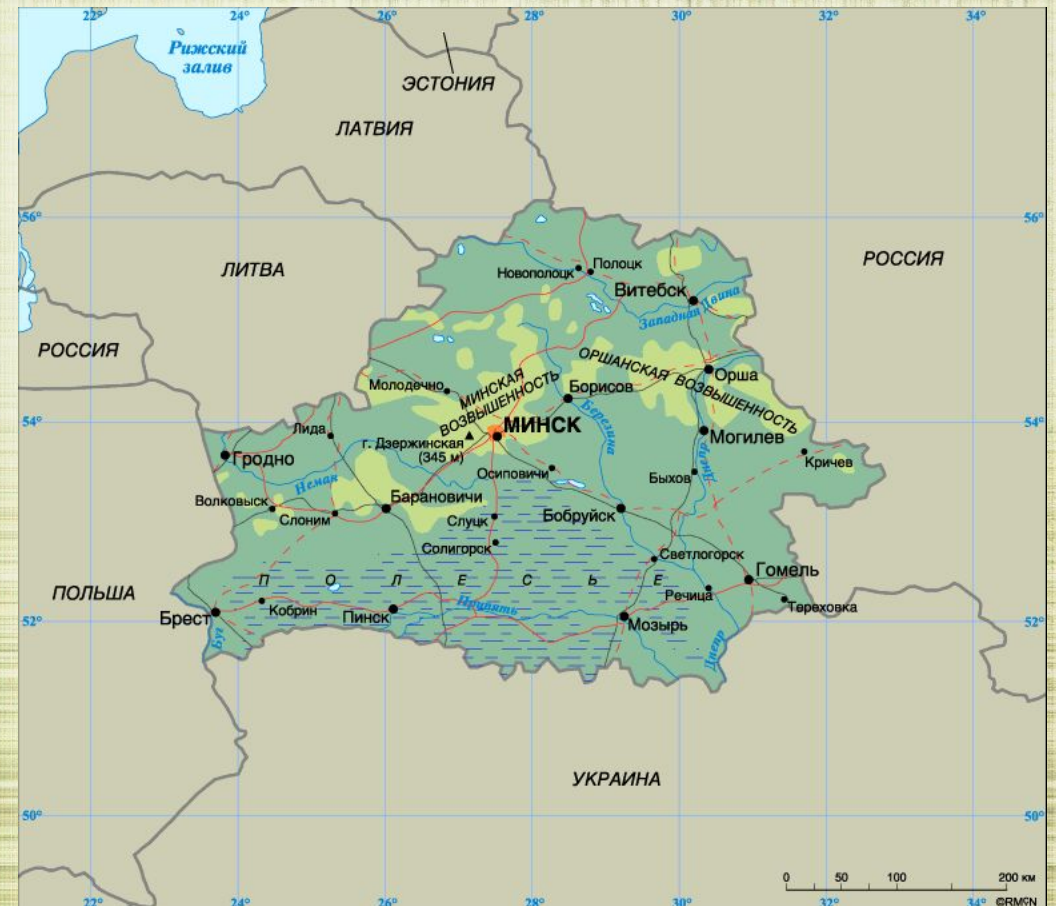 22°
24°
26°
28°
30°
32°
34°
Рижский
залив
ЭСТОНИЯ
ЛАТВИЯ
56°
56°
ЛИТВА
РОССИЯ
Новополоцк
Полоцк
Витебск
Западная Двина
РОССИЯ
ОРШАНСКАЯ ВОЗВЫШЕННОСТЬ
Орша
Молодечно
МИНСКАЯ
ВОЗВЫШЕННОСТЬ
Борисов
Березина
54°
54°
МИНСК
Лида
г. Дзержинская
(345 м)
Могилев
Днепр
Гродно
Кричев
Осиповичи
Быхов
Неман
Волковыск
Барановичи
Слоним
Слуцк
Бобруйск
Солигорск
Светлогорск
Гомель
ПОЛЕСЬЕ
ПОЛЬША
Речица
Тереховка
Кобрин
Припять
Брест
Пинск
Мозырь
52°
52°
Буг
Днепр
УКРАИНА
50°
50°
0 50 100 200 км
22°
24°
26°
28°
30°
32°
34°
©RMCN